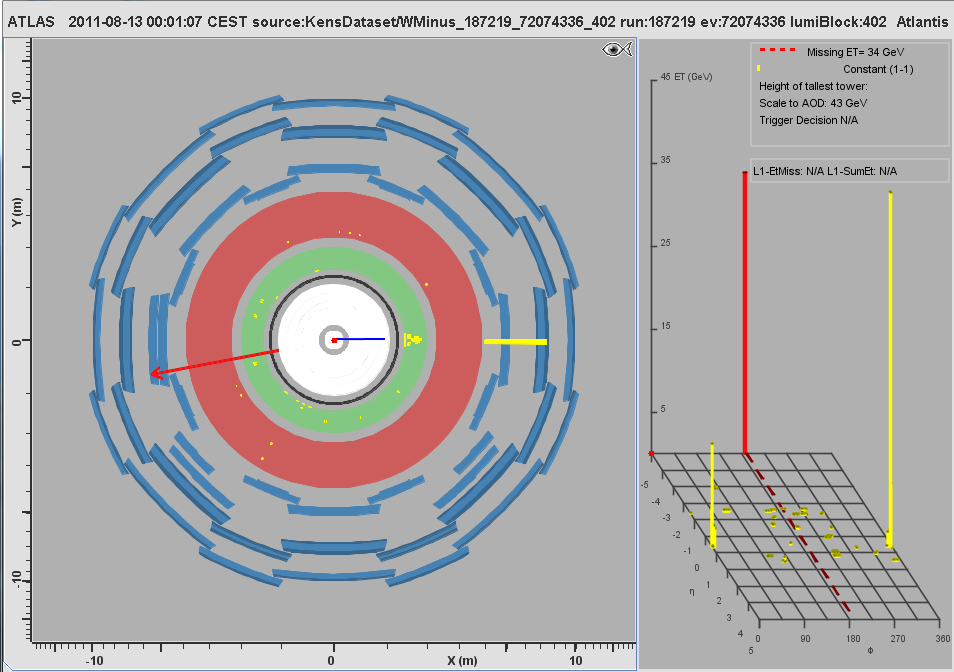 ATLAS 2011-08-13 00:01:07 CEST source:KensDataset/WMinus_187219_72074336_402 run:187219 ev:72074336 lumiBlock:402 Atlantis
Missing ET= 34 GeV
Constant (1-1)
Height of tallest tower:
Scale to AOD: 43 GeV
Trigger Decision N/A
L1-EtMiss: N/A L1-SumEt: N/A
10
Y (m)
0
-10
-10
0
X (m)
10
45 ET (GeV)
35
25
15
5
-5
-4
-3
-2
-1
0
1
2
3
4
5
η
0
90
180
270
360
Φ